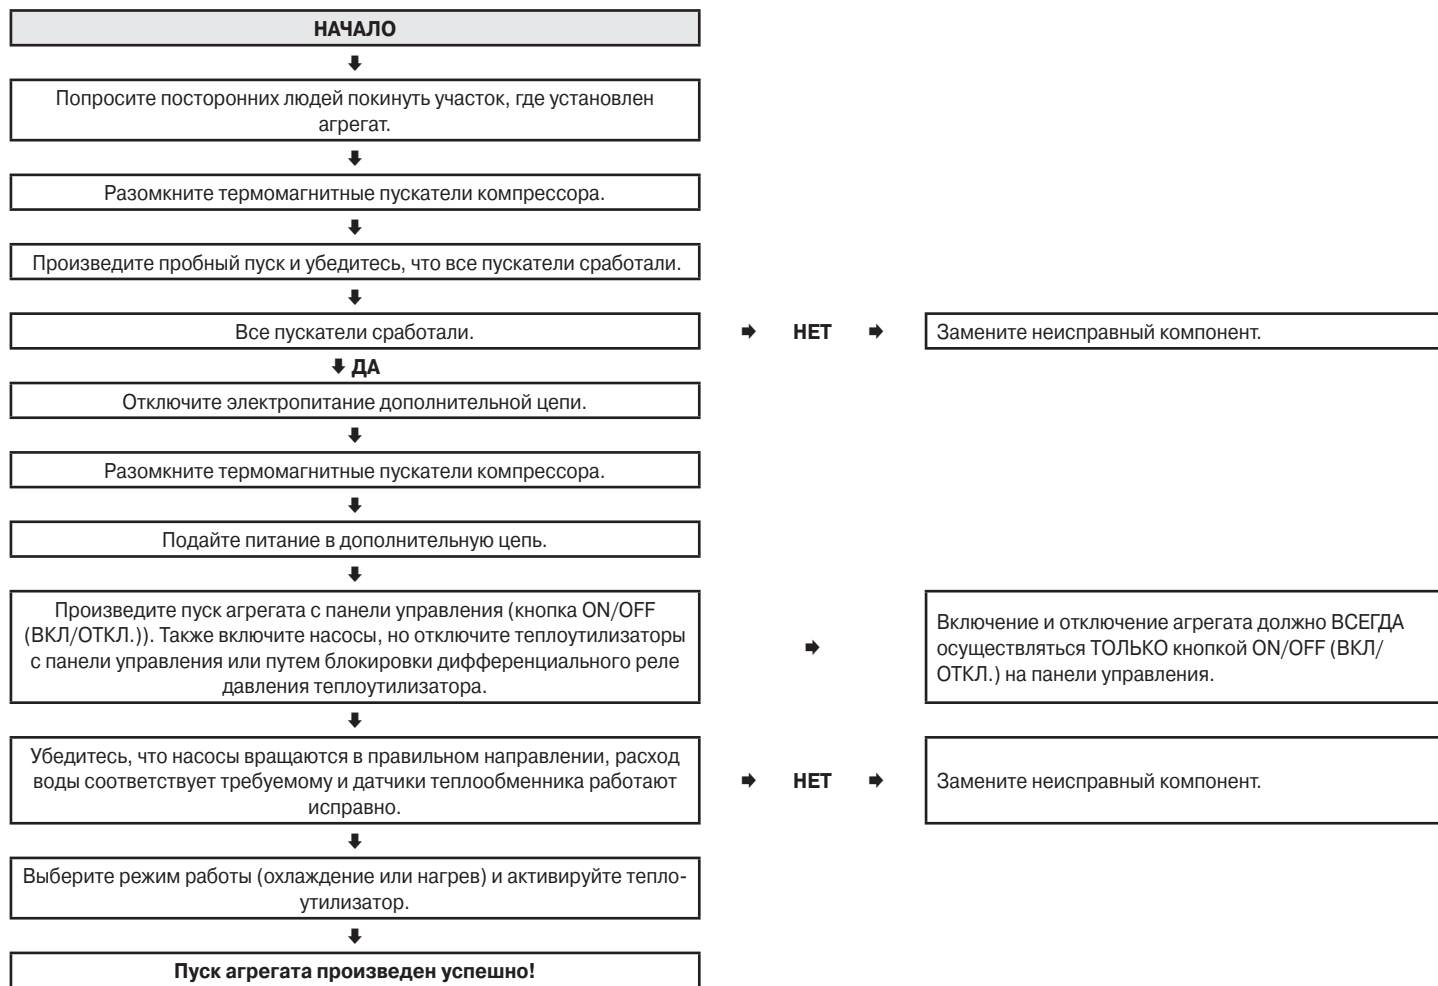 НАЧАЛО
Попросите посторонних людей покинуть участок, где установлен
агрегат.
Разомкните термомагнитные пускатели компрессора.
Произведите пробный пуск и убедитесь, что все пускатели сработали.
Все пускатели сработали.
НЕТ
Замените неисправный компонент.
ДА
Отключите электропитание дополнительной цепи.
Разомкните термомагнитные пускатели компрессора.
Подайте питание в дополнительную цепь.
Произведите пуск агрегата с панели управления (кнопка ON/OFF
(ВКЛ/ОТКЛ.)). Также включите насосы, но отключите теплоутилизаторы
с панели управления или путем блокировки дифференциального реле
давления теплоутилизатора.
Включение и отключение агрегата должно ВСЕГДА
осуществляться ТОЛЬКО кнопкой ON/OFF (ВКЛ/
ОТКЛ.) на панели управления.
Убедитесь, что насосы вращаются в правильном направлении, расход
воды соответствует требуемому и датчики теплообменника работают
исправно.
НЕТ
Замените неисправный компонент.
Выберите режим работы (охлаждение или нагрев) и активируйте тепло-
утилизатор.
Пуск агрегата произведен успешно!